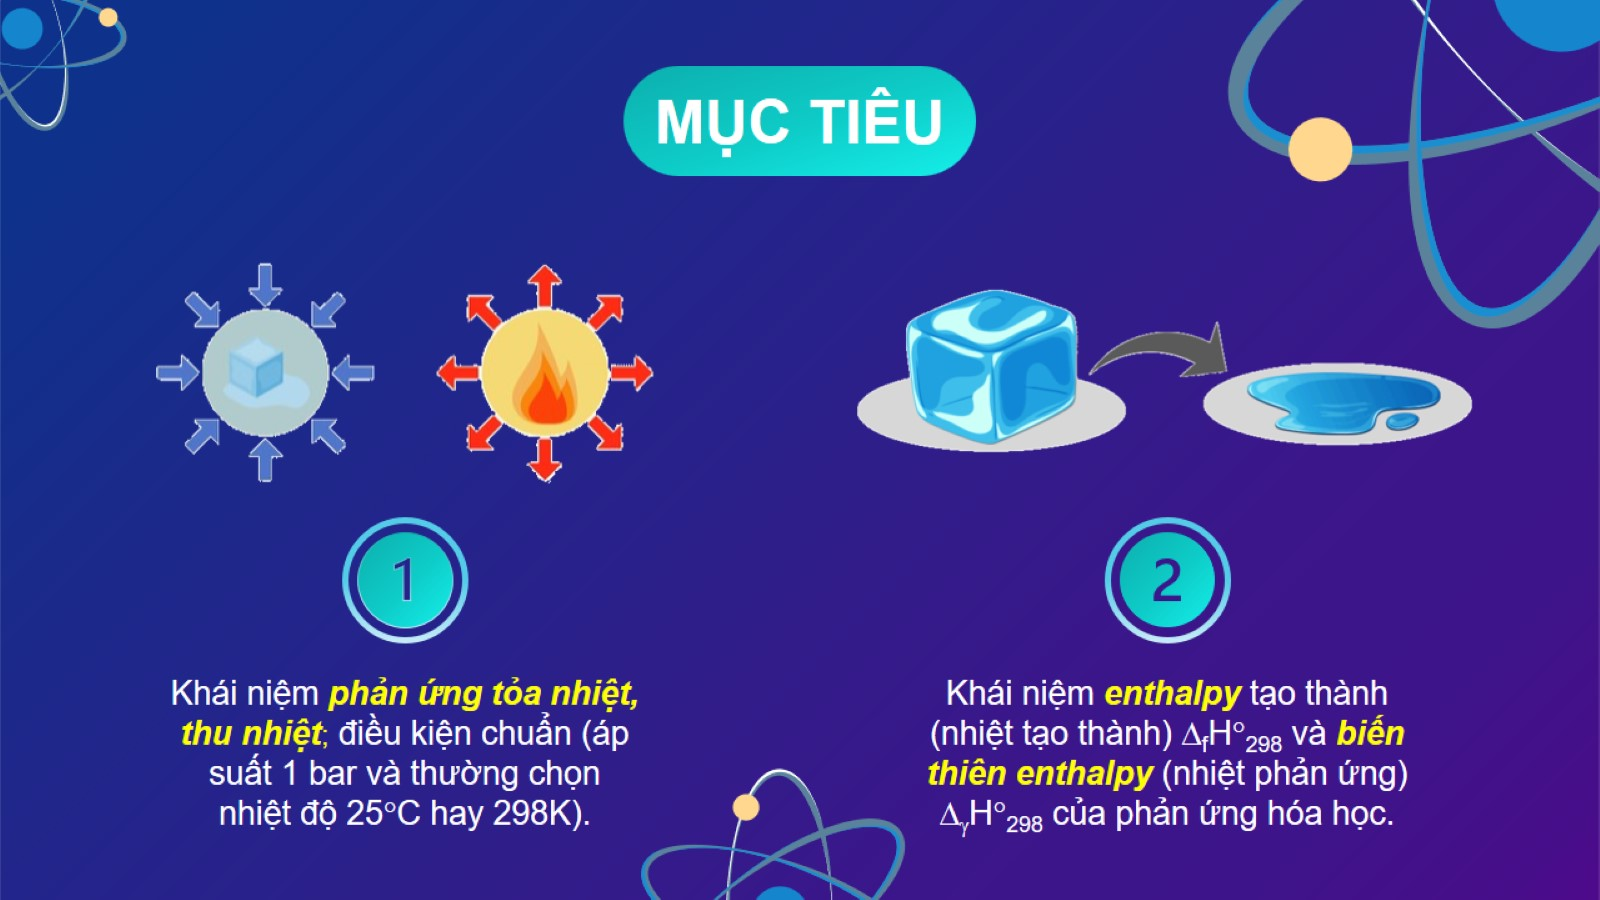 MỤC TIÊU
1
Khái niệm phản ứng tỏa nhiệt,
thu nhiệt; điều kiện chuẩn (áp
suất 1 bar và thường chọn
nhiệt độ 25°C hay 298K).
2
Khái niệm enthalpy tạo thành
(nhiệt tạo thành) ΔfH°298 và biến
thiên enthalpy (nhiệt phản ứng)
ΔγH°298 của phản ứng hóa học.